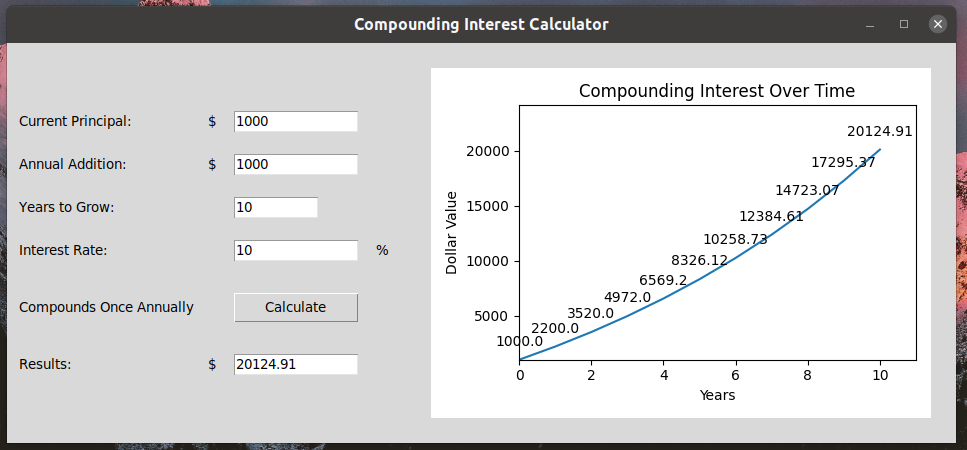 Compounding Interest Calculator
Current Principal: $ 1000
Annual Addition: $ 1000
Years to Grow: 10
Interest Rate: 10 %
Compounds Once Annually Calculate
Results: $ 20124.91
Compounding Interest Over Time
20124.91
17295.37
14723.07
12384.61
10258.73
8326.12
6569.2
4972.0
3520.0
2200.0
1000.0
Dollar Value
20000
15000
10000
5000
0 2 4 6 8 10
Years